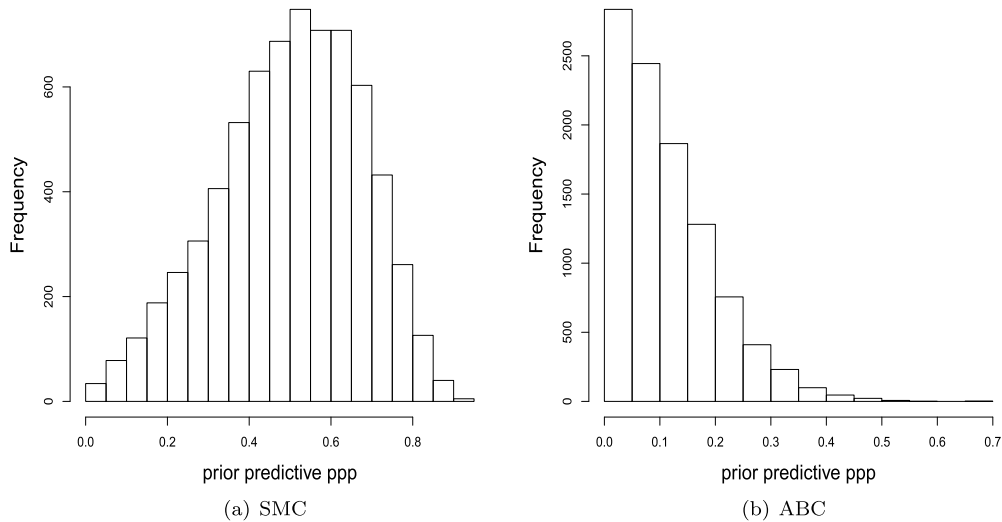 Frequency
0
200
400
600
0.0 0.2 0.4 0.6 0.8
prior predictive ppp
(a) SMC
Frequency
0
500
1000
1500
2000
2500
0.0 0.1 0.2 0.3 0.4 0.5 0.6 0.7
prior predictive ppp
(b) ABC